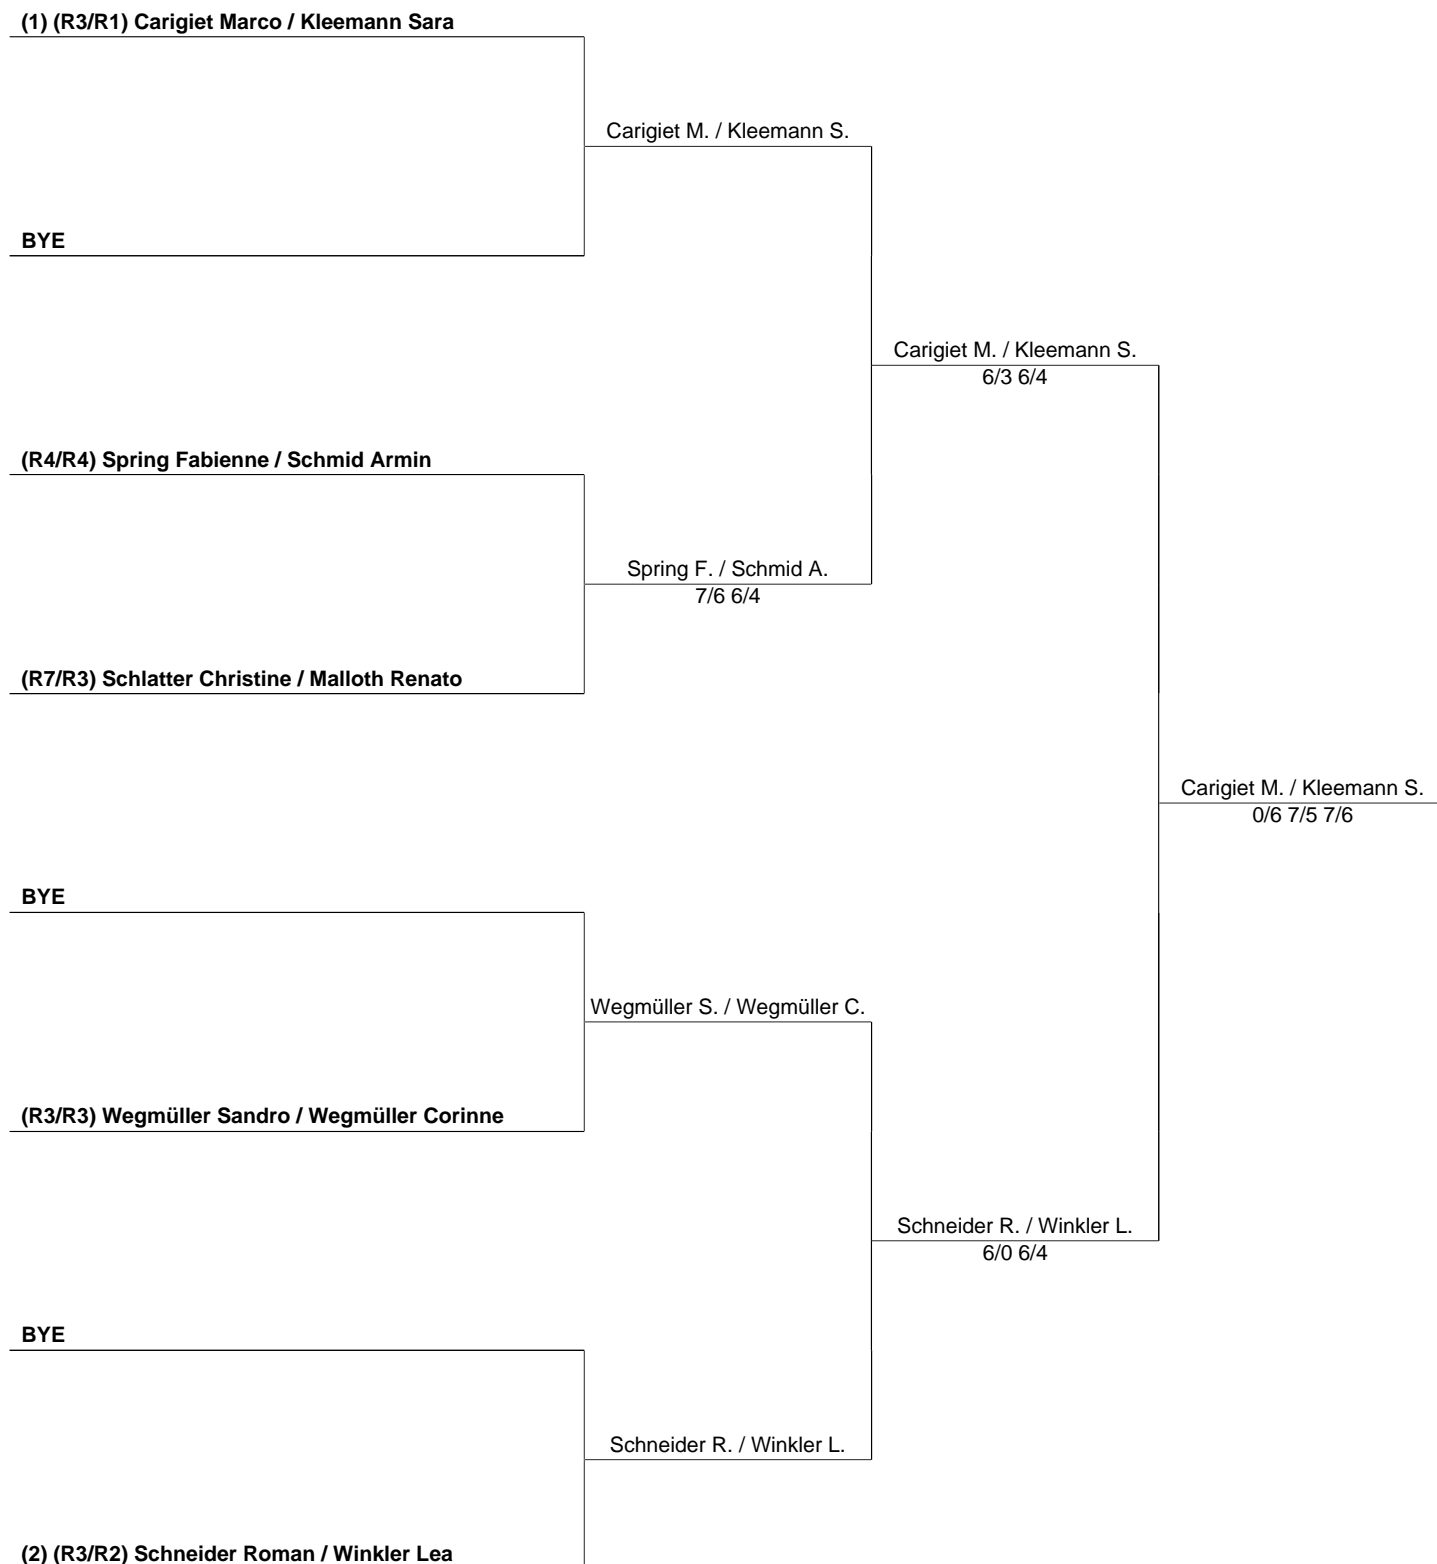 (1) (R3/R1) Carigiet Marco / Kleemann Sara
Carigiet M. / Kleemann S.
BYE
Carigiet M. / Kleemann S.
6/3 6/4
(R4/R4) Spring Fabienne / Schmid Armin
Spring F. / Schmid A.
7/6 6/4
(R7/R3) Schlatter Christine / Malloth Renato
Carigiet M. / Kleemann S.
0/6 7/5 7/6
BYE
Wegmüller S. / Wegmüller C.
(R3/R3) Wegmüller Sandro / Wegmüller Corinne
Schneider R. / Winkler L.
6/0 6/4
BYE
Schneider R. / Winkler L.
(2) (R3/R2) Schneider Roman / Winkler Lea